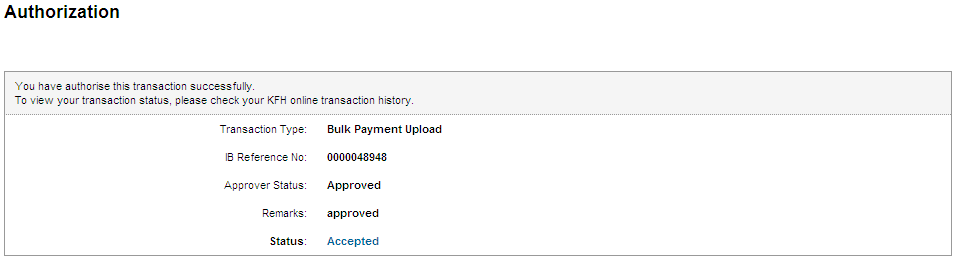 Authorization
You have authorise this transaction successfully.
To view your transaction status, please check your KFH online transaction history.
Transaction Type: Bulk Payment Upload
IB Reference No: 0000048948
Approver Status: Approved
Remarks: approved
Status: Accepted